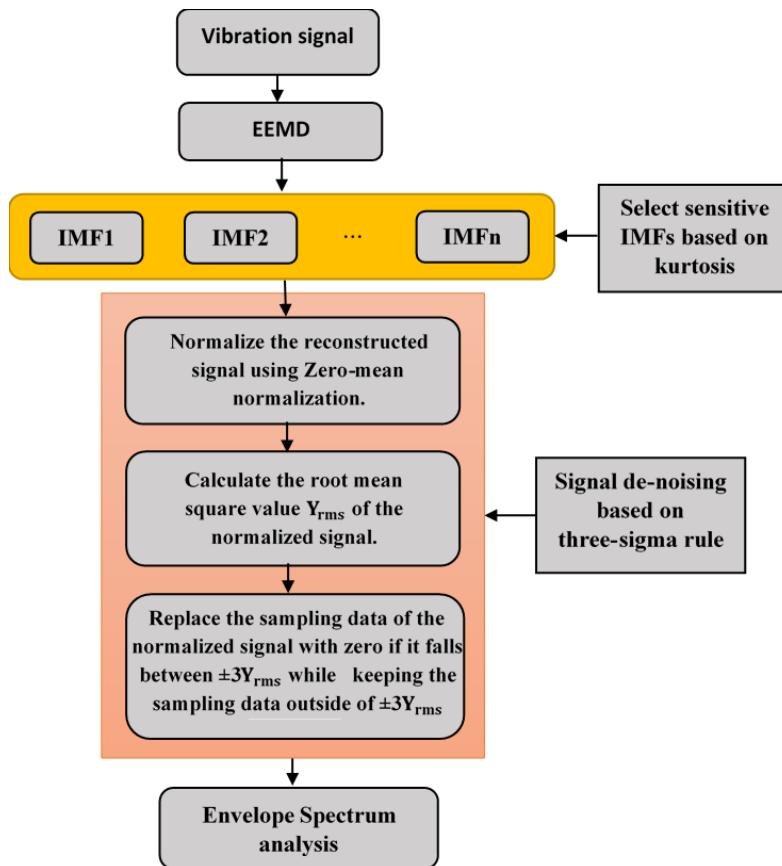 Vibration signal
EEMD
IMF1 IMF2 ... IMFn
Select sensitive
IMFs based on
kurtosis
Normalize the reconstructed
signal using Zero-mean
normalization.
Calculate the root mean
square value Yrms of the
normalized signal.
Signal de-noising
based on
three-sigma rule
Replace the sampling data of the
normalized signal with zero if it falls
between ±3Yrms while keeping the
sampling data outside of ±3Yrms
Envelope Spectrum
analysis